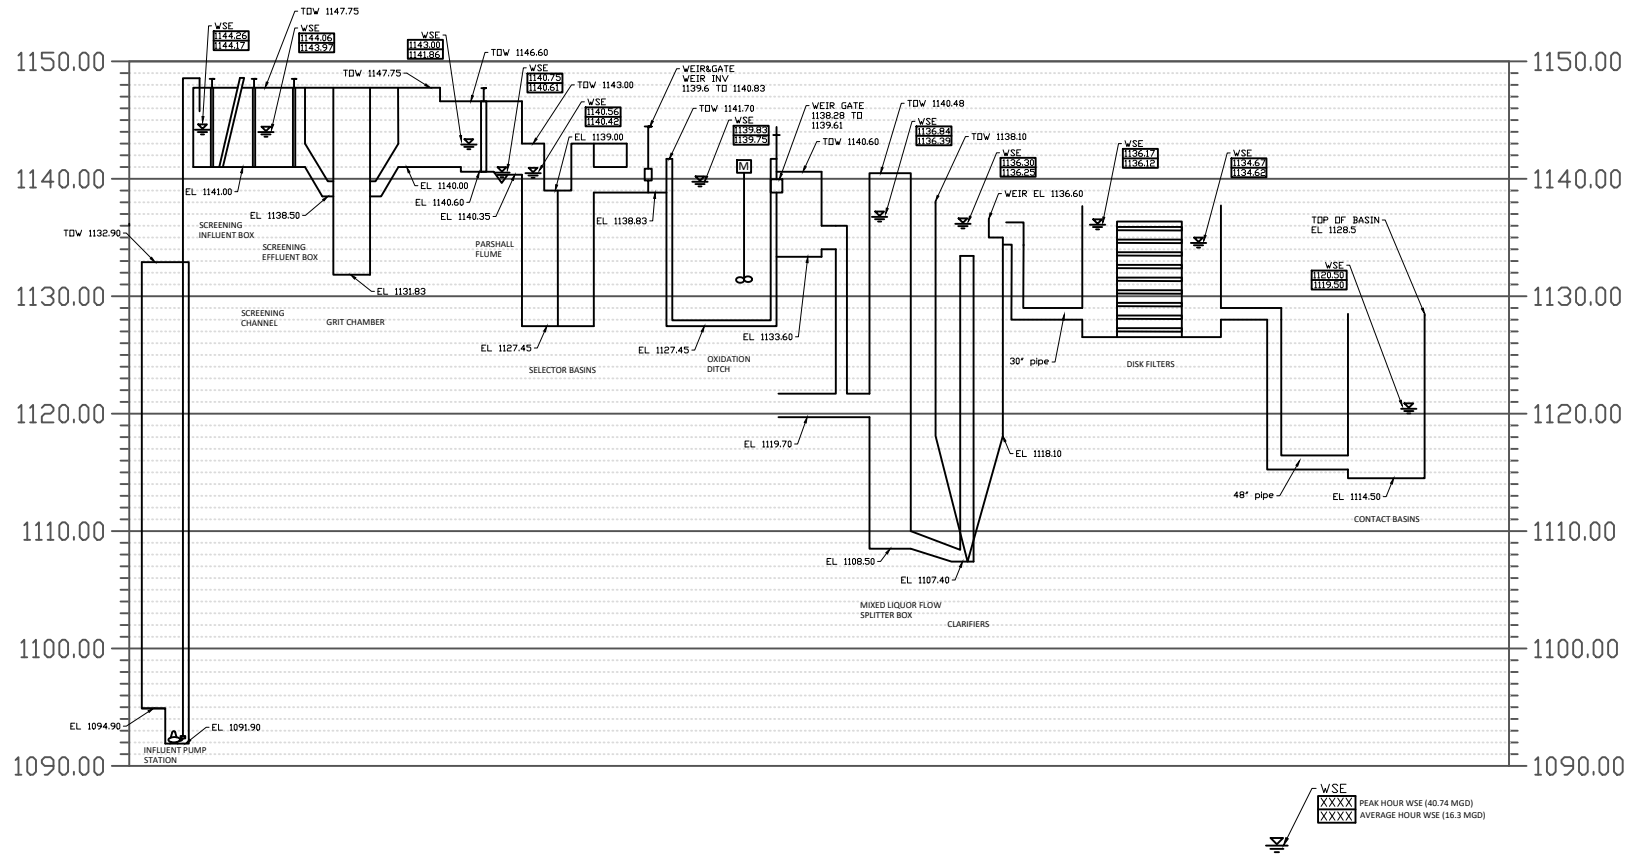 TOW 1147.75
WSE
1144.26
1144.17
WSE
1144.06
1143.97
WSE
1143.00
1141.86
TOW 1146.60
1150.00
1150.00
TOW 1147.75
WSE
1140.75
1140.61
TOW 1143.00
WEIR&GATE
WEIR INV
1139.6 TO 1140.83
WSE
1140.56
1140.42
TOW 1141.70
WEIR GATE
1138.28 TO
1139.61
TOW 1140.48
WSE
1139.83
1139.75
WSE
1136.84
1136.39
EL 1139.00
TOW 1140.60
TOW 1138.10
WSE
1136.30
1136.25
WSE
1136.17
1136.12
WSE
1134.67
1134.62
M
1140.00
1140.00
EL 1141.00
EL 1140.00
EL 1140.60
EL 1140.35
EL 1138.50
EL 1138.83
WEIR EL 1136.60
TOP OF BASIN
EL 1128.5
SCREENING
INFLUENT BOX
TOW 1132.90
SCREENING
EFFLUENT BOX
PARSHALL
FLUME
WSE
1120.50
1119.50
EL 1131.83
1130.00
1130.00
SCREENING
CHANNEL
GRIT CHAMBER
EL 1133.60
EL 1127.45
EL 1127.45
OXIDATION
DITCH
SELECTOR BASINS
30" pipe
DISK FILTERS
1120.00
1120.00
EL 1119.70
EL 1118.10
48" pipe
EL 1114.50
CONTACT BASINS
1110.00
1110.00
EL 1108.50
EL 1107.40
MIXED LIQUOR FLOW
SPLITTER BOX
CLARIFIERS
1100.00
1100.00
EL 1094.90
EL 1091.90
INFLUENT PUMP
STATION
1090.00
1090.00
WSE
XXXX PEAK HOUR WSE (40.74 MGD)
XXXX AVERAGE HOUR WSE (16.3 MGD)